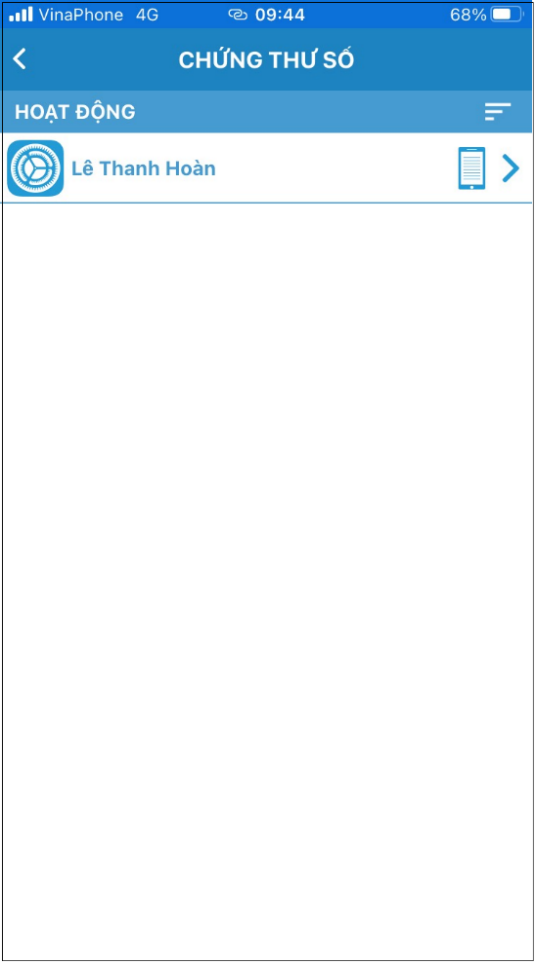 VinaPhone 4G 09:44 68%
CHỨNG THƯ SỐ
HOẠT ĐỘNG
Lê Thanh Hoàn